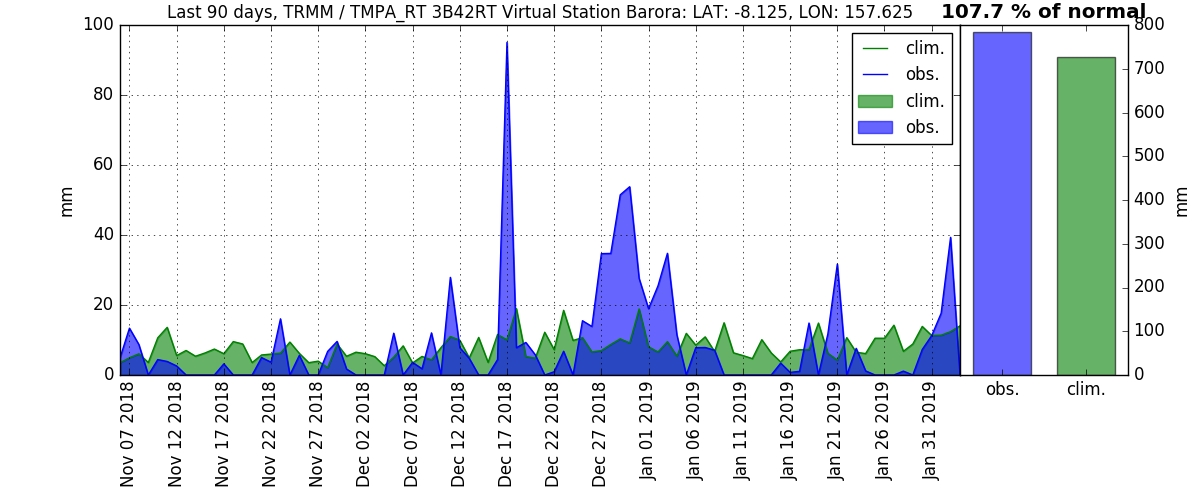 Last 90 days, TRMM / TMPA_RT 3B42RT Virtual Station Barora: LAT: -8.125, LON: 157.625
107.7 % of normal
100
80
60
40
20
0
mm
clim.
obs.
clim.
obs.
800
700
600
500
400
300
200
100
0
mm
obs.
clim.
Nov 07 2018
Nov 12 2018
Nov 17 2018
Nov 22 2018
Nov 27 2018
Dec 02 2018
Dec 07 2018
Dec 12 2018
Dec 17 2018
Dec 22 2018
Dec 27 2018
Jan 01 2019
Jan 06 2019
Jan 11 2019
Jan 16 2019
Jan 21 2019
Jan 26 2019
Jan 31 2019